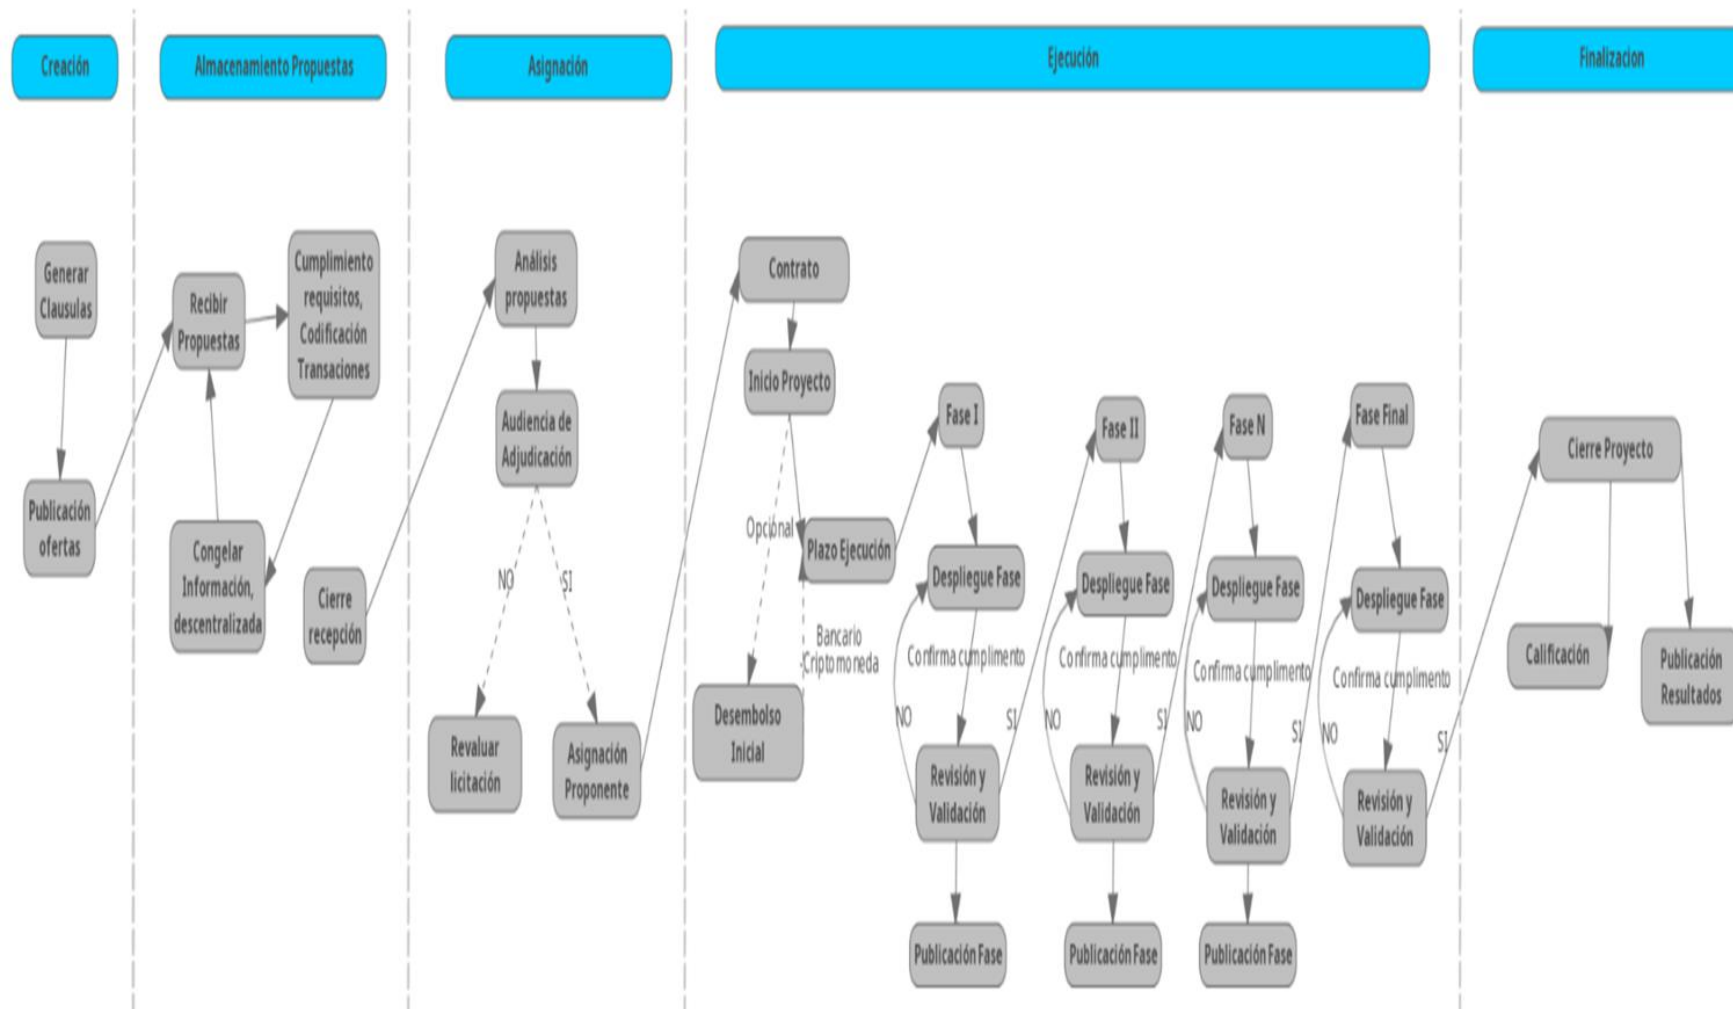 Creación
Almacenamiento Propuestas
Asignación
Ejecución
Finalizacion
Generar
Clausulas
Publicación
ofertas
Recibir
Propuestas
Cumplimiento
requisitos,
Codificación
Transaciones
Congelar
Información,
descentralizada
Cierre
recepción
Análisis
propuestas
Audiencia de
Adjudicación
NO
SI
Revaluar
licitación
Asignación
Proponente
Contrato
Inicio Proyecto
Opcional
Plazo Ejecución
Bancario
Criptomoneda
Desembolso
Inicial
Fase I
Despliegue Fase
Confirma cumplimento
NO
SI
Revisión y
Validación
Publicación Fase
Fase II
Despliegue Fase
Confirma cumplimento
NO
SI
Revisión y
Validación
Publicación Fase
Fase N
Despliegue Fase
Confirma cumplimento
NO
SI
Revisión y
Validación
Publicación Fase
Fase Final
Despliegue Fase
Confirma cumplimento
NO
SI
Revisión y
Validación
Cierre Proyecto
Calificación
Publicación
Resultados